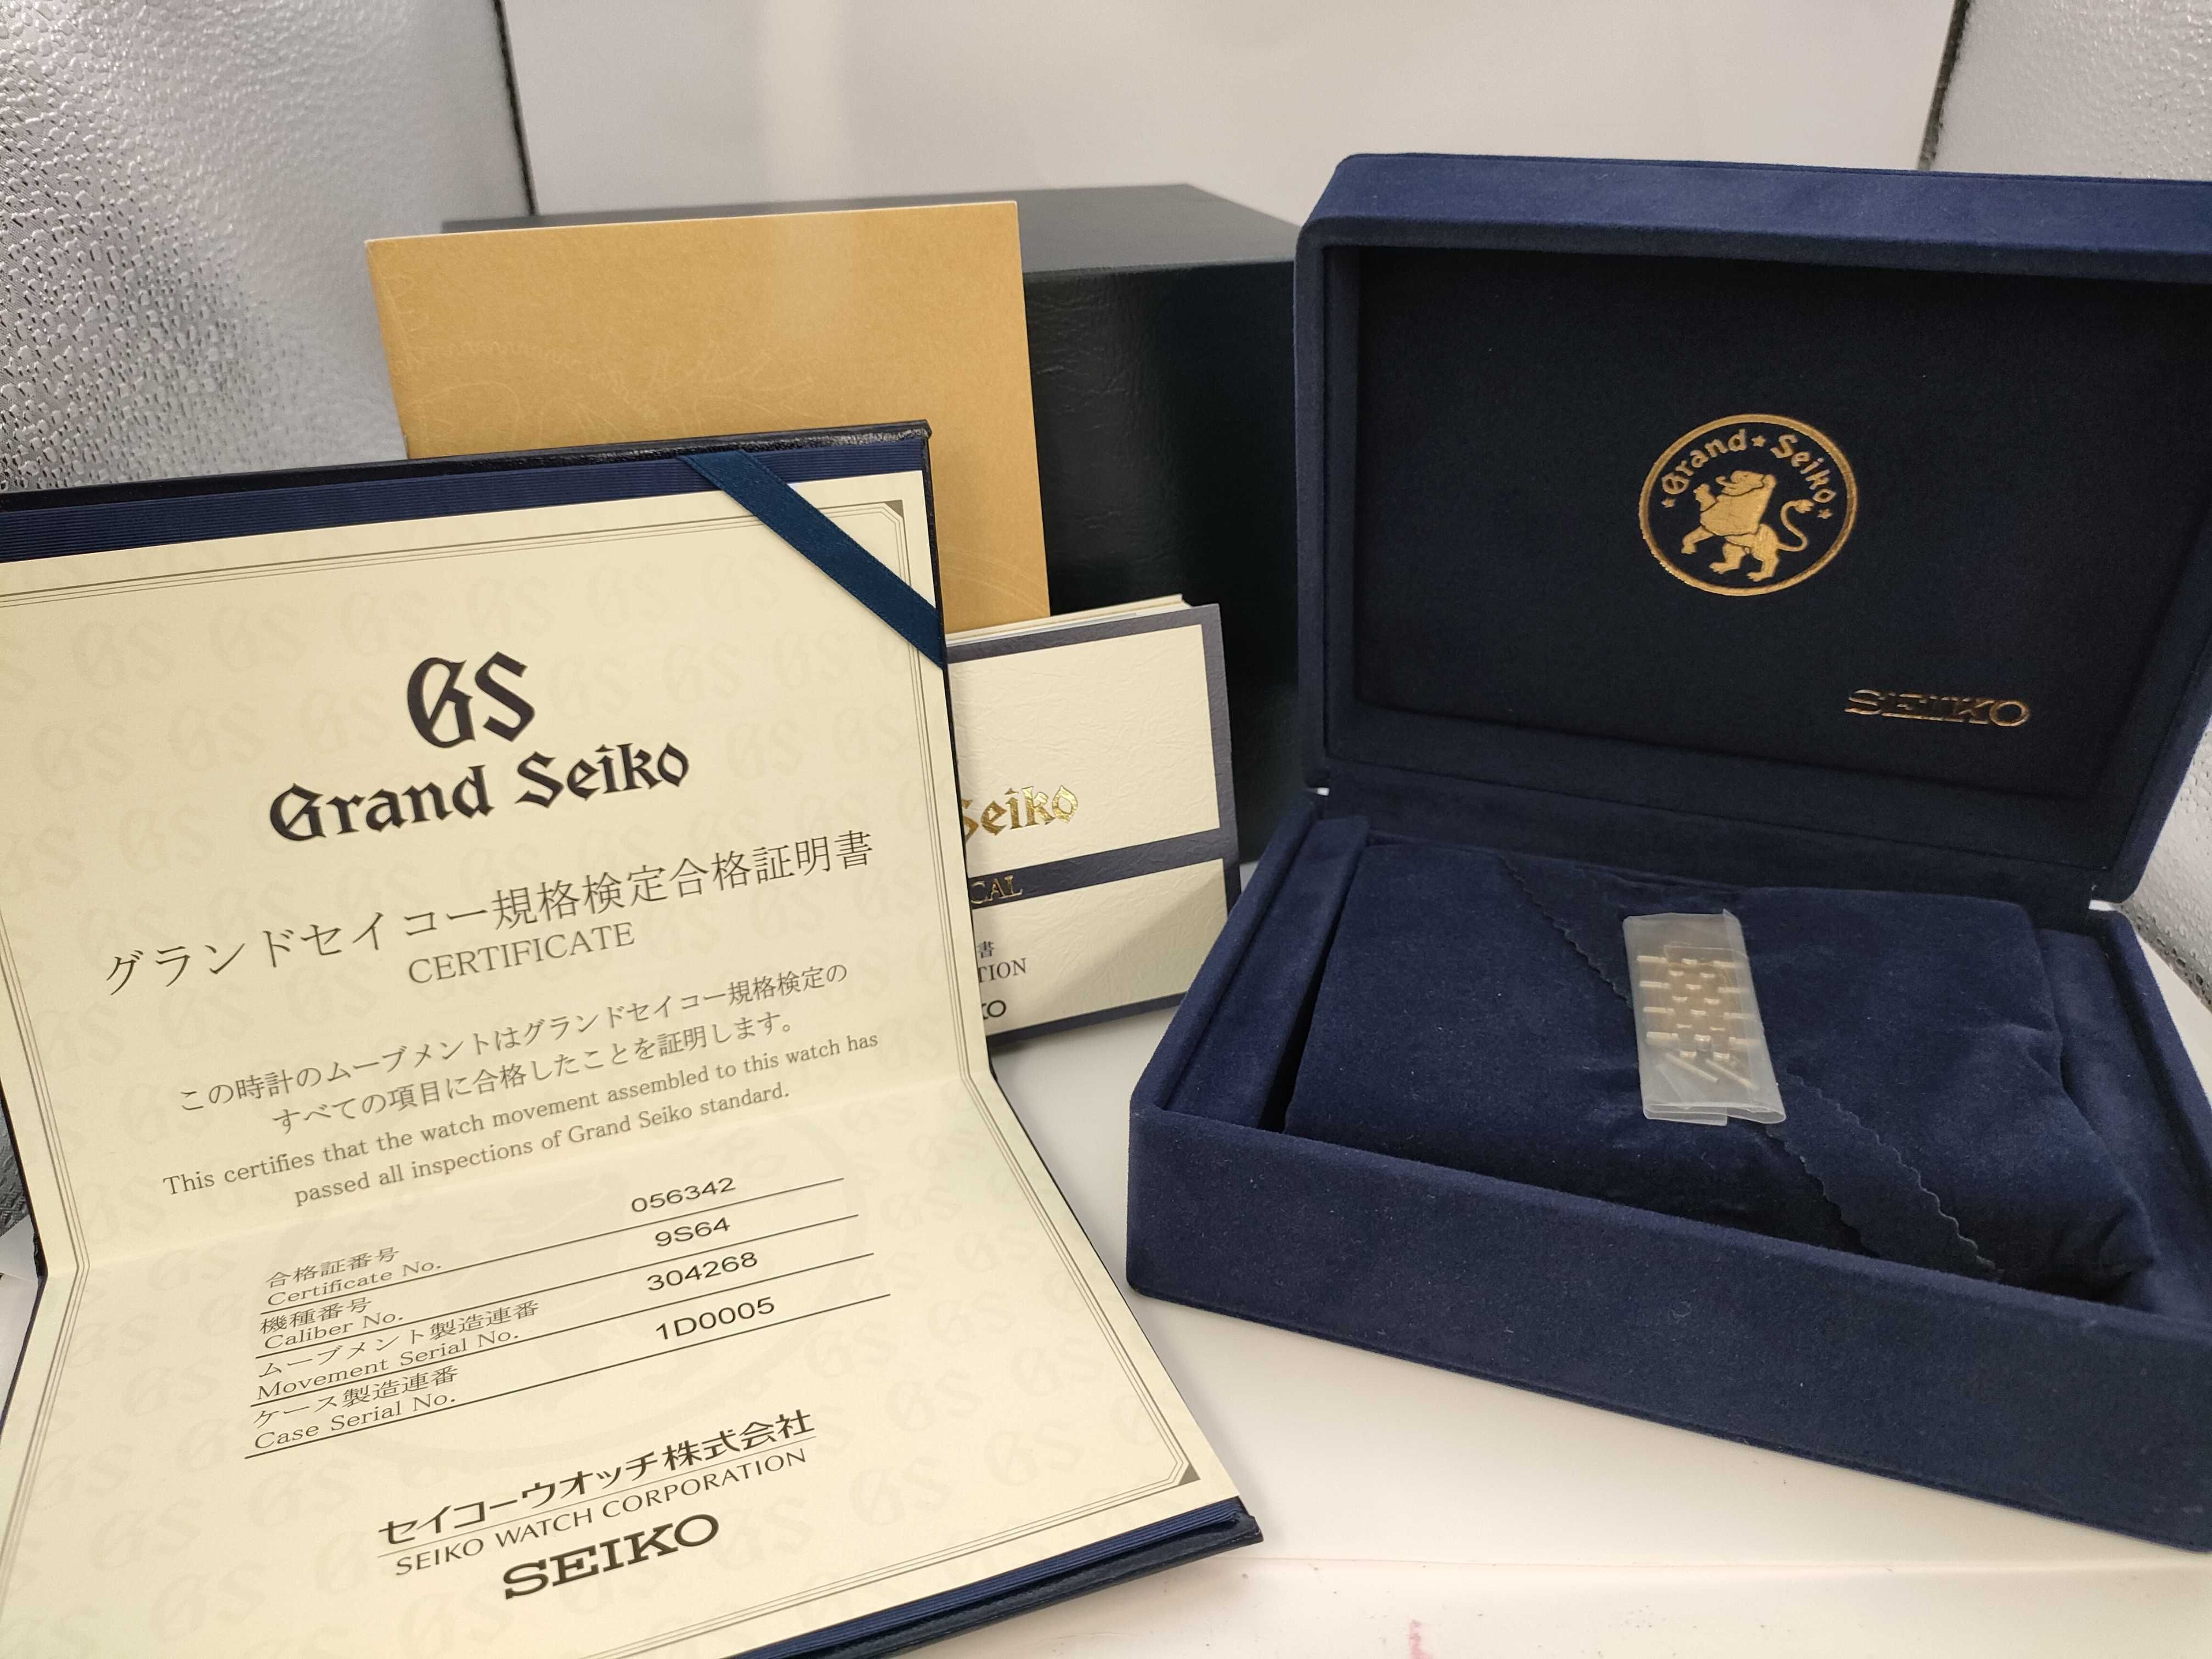 GS
Grand Seiko
グランドセイコー規格検定合格証明書
CERTIFICATE
この時計のムーブメントはグランドセイコー規格検定の
すべての項目に合格したことを証明します。
This certifies that the watch movement assembled to this watch has
passed all inspections of Grand Seiko standard.
合格証番号
Certificate No.
056342
機種番号
Caliber No.
9S64
ムーブメント製造連番
Movement Serial No.
304268
ケース製造連番
Case Serial No.
1D0005
セイコーウオッチ株式会社
SEIKO WATCH CORPORATION
SEIKO
Seiko
CAL
書
TION
KO
Grand Seiko
SEIKO